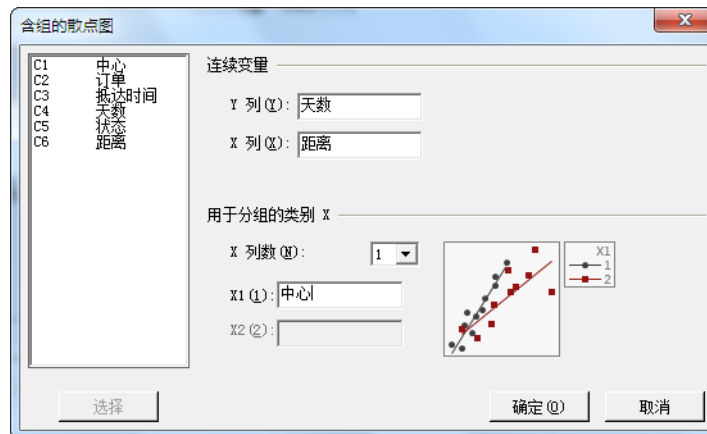 含组的散点图
C1 中心
C2 订单
C3 抵达时间
C4 天数
C5 状态
C6 距离
连续变量
Y 列(Y): 天数
X 列(X): 距离
用于分组的类别 X
X 列数(N): 1
X1(1): 中心
X2(2):
X1
1
2
选择
确定(O)
取消